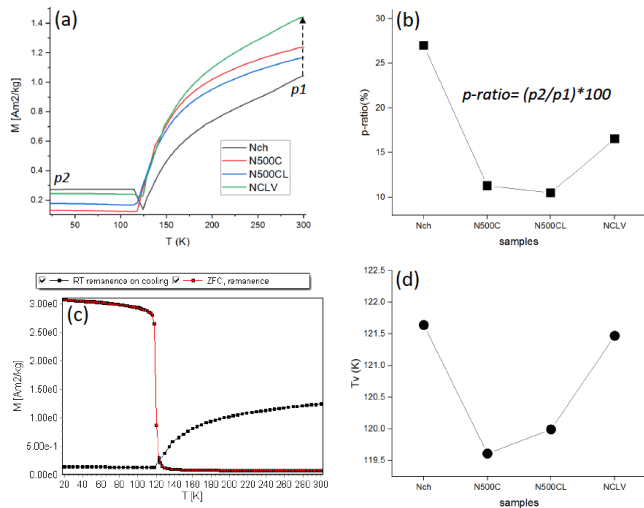 (a)
M [Am2/kg]
1.4
1.2
1.0
0.8
0.6
0.4
0.2
p1
p2
Nch
N500C
N500CL
NCLV
50 100 150 200 250 300
T (K)
(b)
p-ratio(%)
30
25
20
15
10
p-ratio= (p2/p1)*100
Nch N500C N500CL NCLV
samples
RT remanence on cooling ZFC, remanence
(c)
M [Am2/kg]
3.00e0
2.50e0
2.00e0
1.50e0
1.00e0
5.00e-1
0.00e0
20 40 60 80 100 120 140 160 180 200 220 240 260 280 300
T [K]
(d)
Tv (K)
122.5
122.0
121.5
121.0
120.5
120.0
119.5
Nch N500C N500CL NCLV
samples